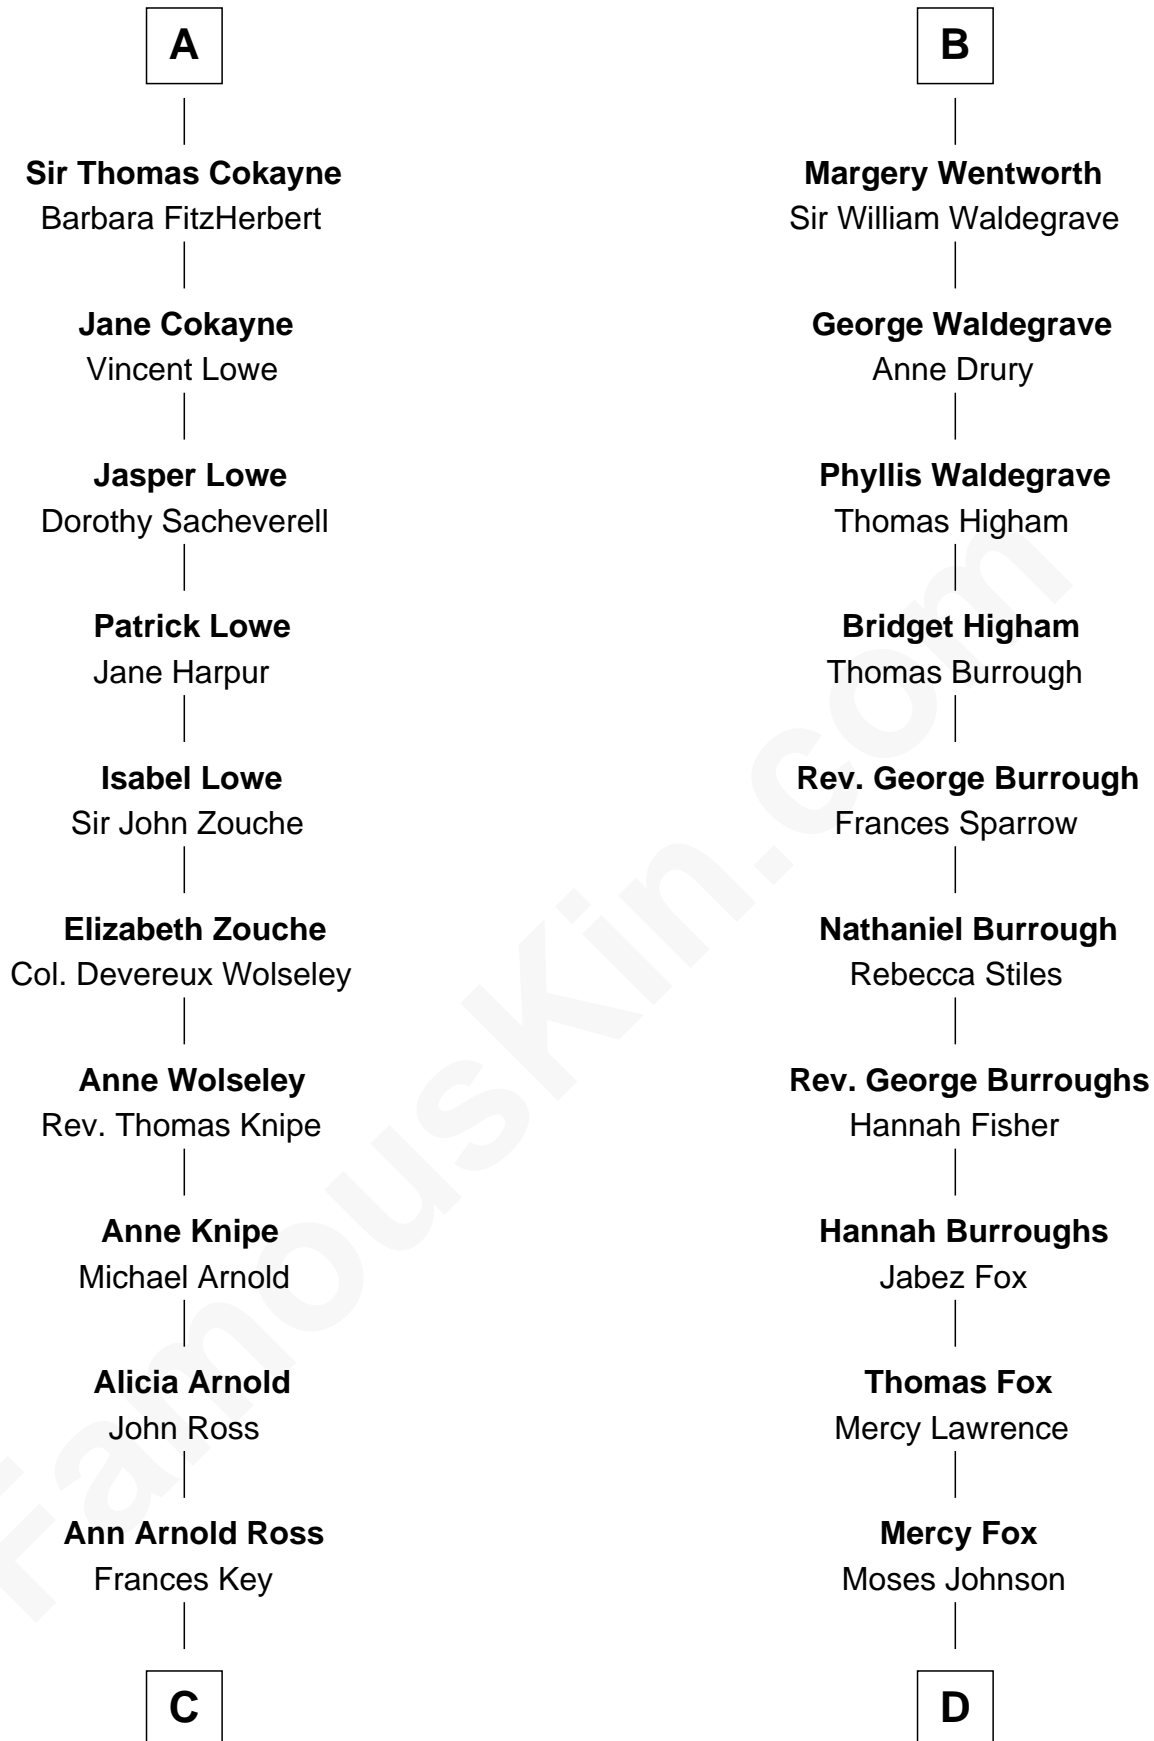 A
Sir Thomas Cokayne
Barbara FitzHerbert
Jane Cokayne
Vincent Lowe
Jasper Lowe
Dorothy Sacheverell
Patrick Lowe
Jane Harpur
Isabel Lowe
Sir John Zouche
Elizabeth Zouche
Col. Devereux Wolseley
Anne Wolseley
Rev. Thomas Knipe
Anne Knipe
Michael Arnold
Alicia Arnold
John Ross
Ann Arnold Ross
Frances Key
C
B
Margery Wentworth
Sir William Waldegrave
George Waldegrave
Anne Drury
Phyllis Waldegrave
Thomas Higham
Bridget Higham
Thomas Burrough
Rev. George Burrough
Frances Sparrow
Nathaniel Burrough
Rebecca Stiles
Rev. George Burroughs
Hannah Fisher
Hannah Burroughs
Jabez Fox
Thomas Fox
Mercy Lawrence
Mercy Fox
Moses Johnson
D
FamousKin.com